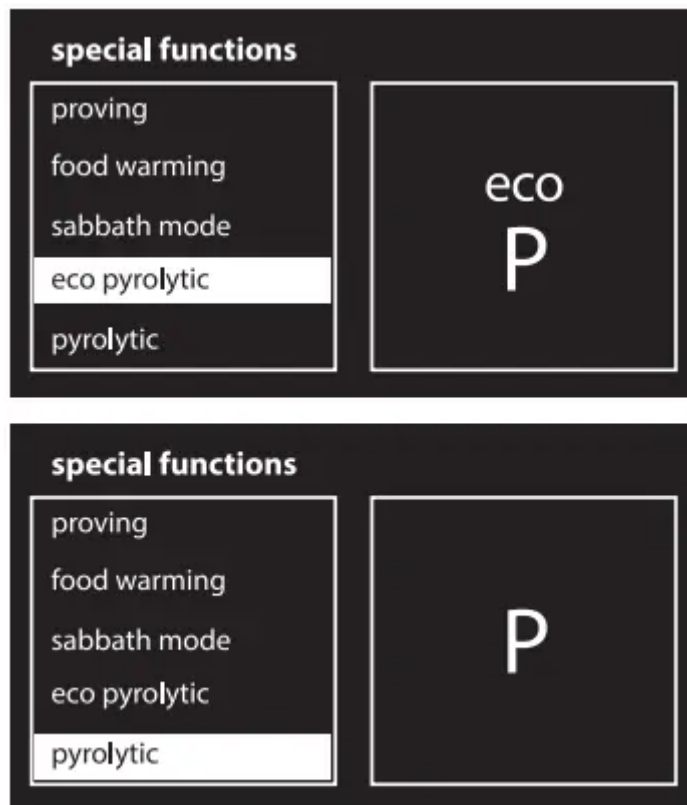 special functions
proving
food warming
sabbath mode
eco pyrolytic
pyrolytic
eco
P
special functions
proving
food warming
sabbath mode
eco pyrolytic
pyrolytic
P